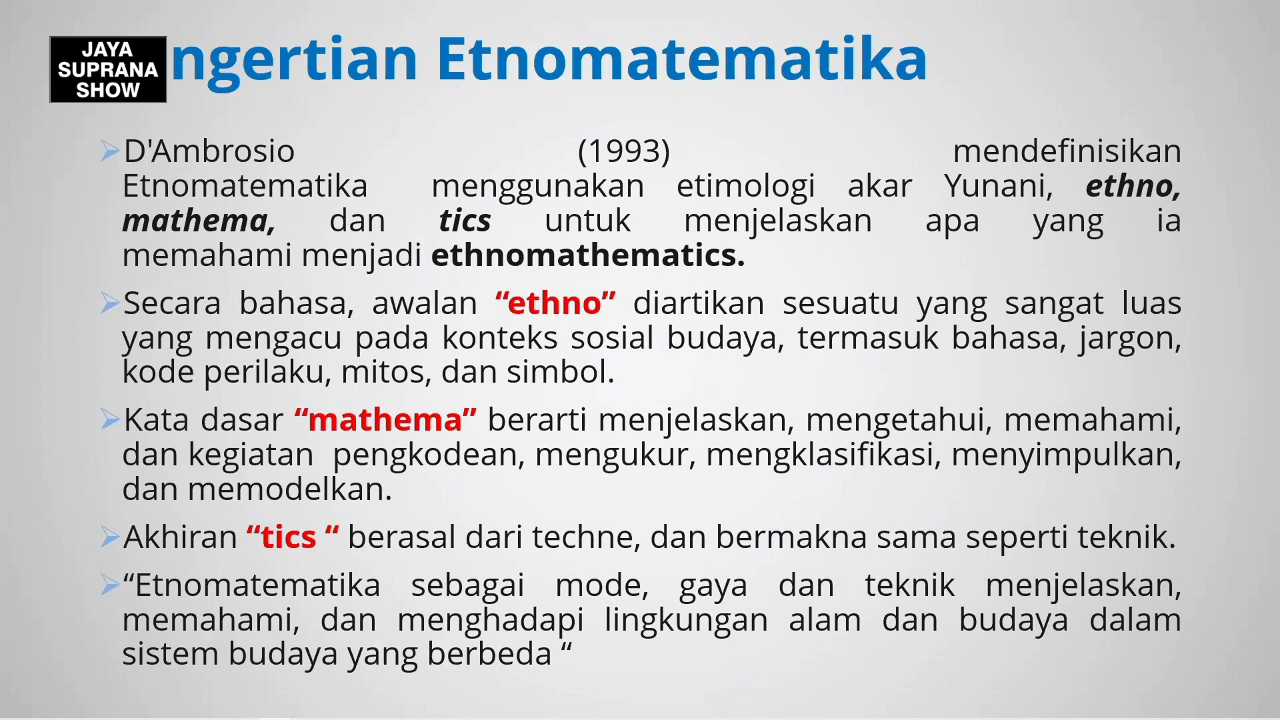 JAYA
SUPRANA
SHOW
ngertian Etnomatematika
➢D'Ambrosio (1993) mendefinisikan
Etnomatematika menggunakan etimologi akar Yunani, ethno,
mathema, dan tics untuk menjelaskan apa yang ia
memahami menjadi ethnomathematics.
➢Secara bahasa, awalan “ethno” diartikan sesuatu yang sangat luas
yang mengacu pada konteks sosial budaya, termasuk bahasa, jargon,
kode perilaku, mitos, dan simbol.
➢Kata dasar “mathema” berarti menjelaskan, mengetahui, memahami,
dan kegiatan pengkodean, mengukur, mengklasifikasi, menyimpulkan,
dan memodelkan.
➢Akhiran “tics “ berasal dari techne, dan bermakna sama seperti teknik.
➢“Etnomatematika sebagai mode, gaya dan teknik menjelaskan,
memahami, dan menghadapi lingkungan alam dan budaya dalam
sistem budaya yang berbeda “